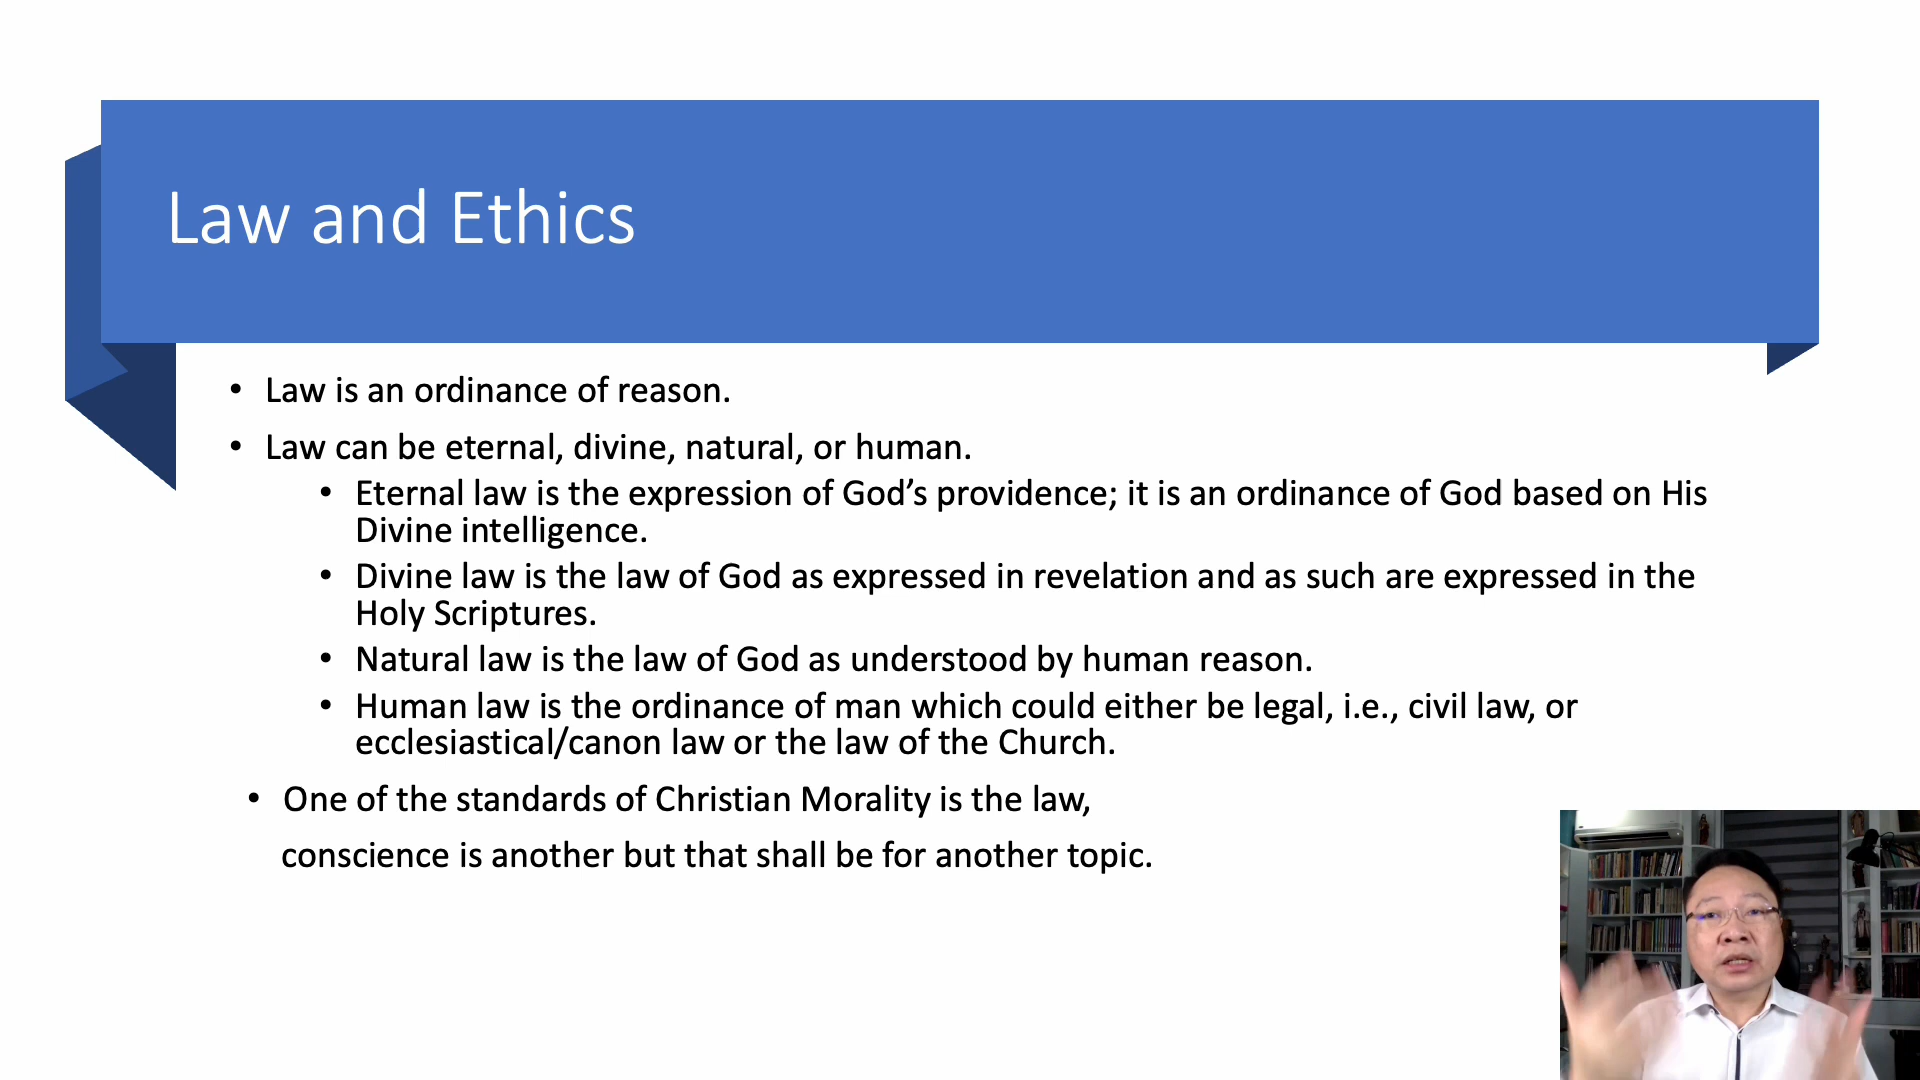 Law and Ethics
• Law is an ordinance of reason.
• Law can be eternal, divine, natural, or human.
• Eternal law is the expression of God’s providence; it is an ordinance of God based on His
Divine intelligence.
• Divine law is the law of God as expressed in revelation and as such are expressed in the
Holy Scriptures.
• Natural law is the law of God as understood by human reason.
• Human law is the ordinance of man which could either be legal, i.e., civil law, or
ecclesiastical/canon law or the law of the Church.
• One of the standards of Christian Morality is the law,
conscience is another but that shall be for another topic.